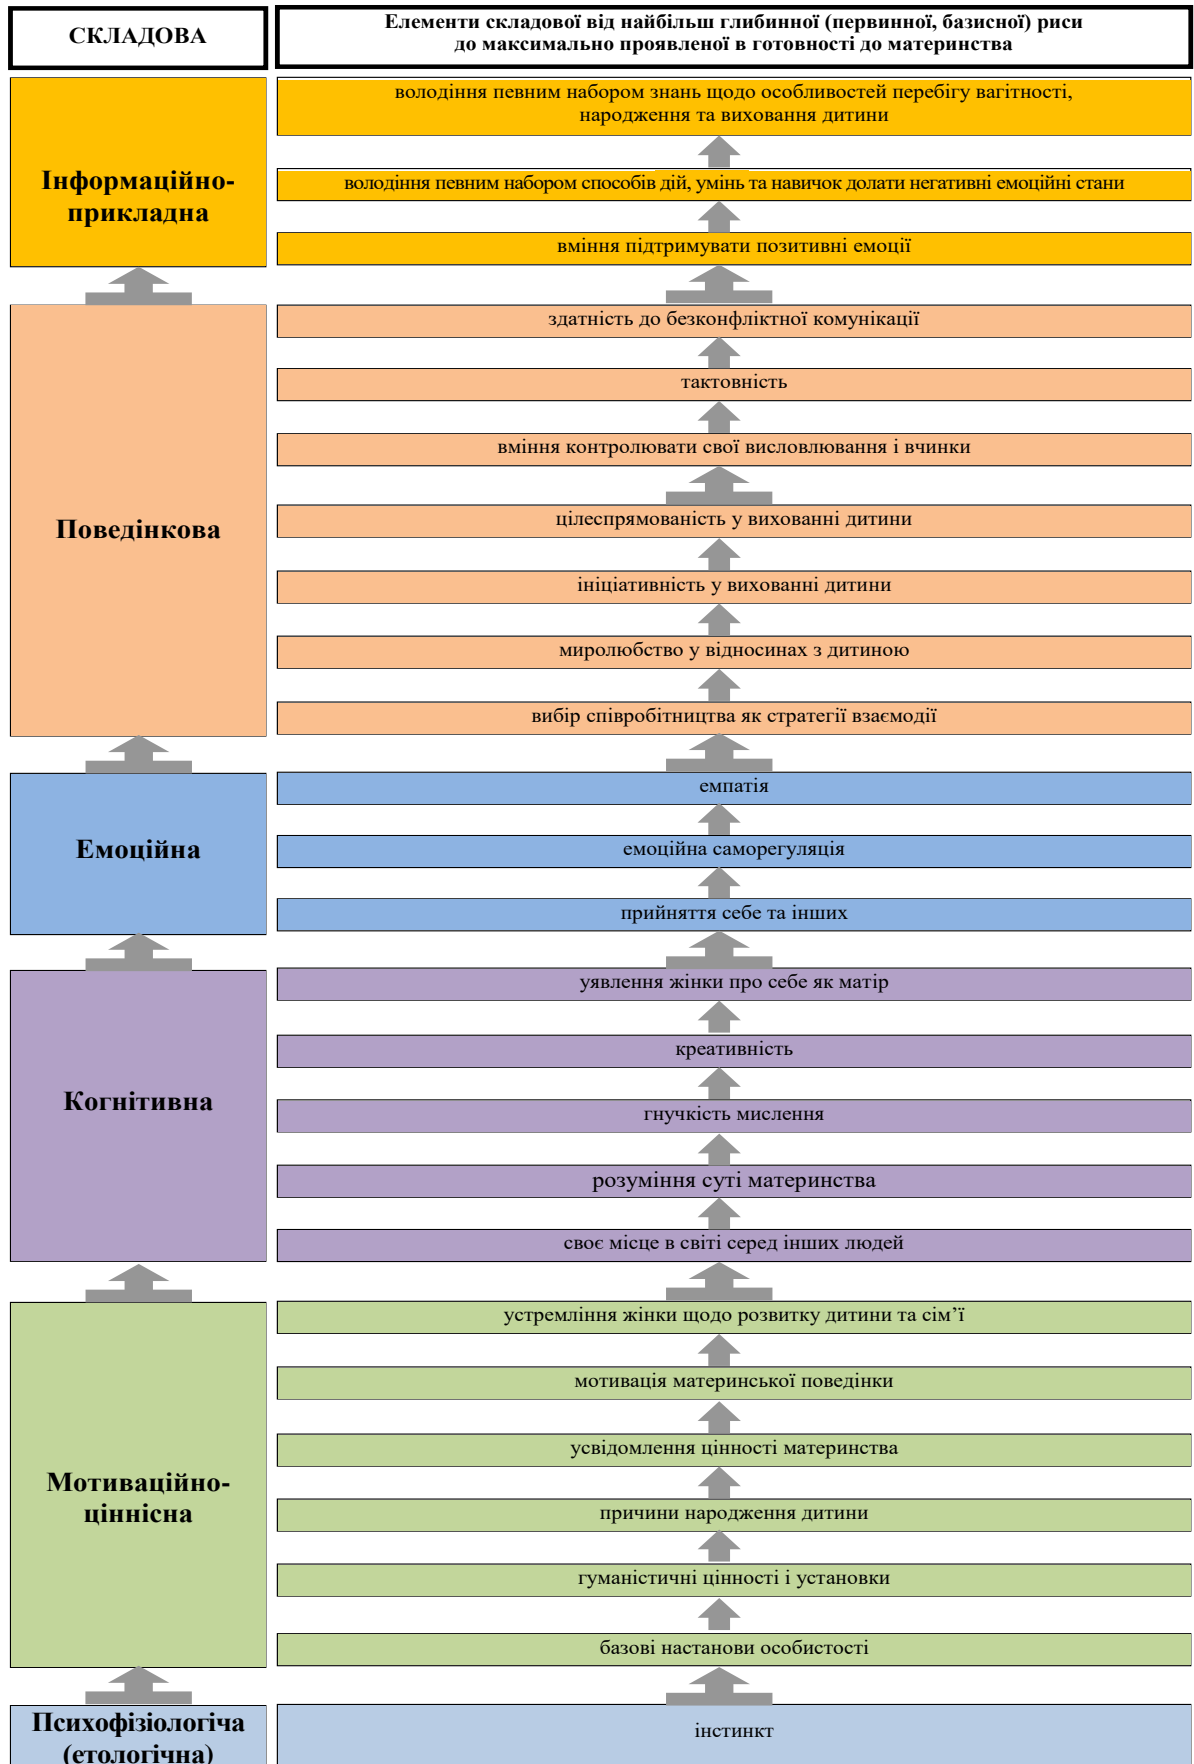 СКЛАДОВА
Елементи складової від найбільш глибинної (первинної, базисної) риси
до максимально проявленої в готовності до материнства
Інформаційно-
прикладна
володіння певним набором знань щодо особливостей перебігу вагітності,
народження та виховання дитини
володіння певним набором способів дій, умінь та навичок долати негативні емоційні стани
вміння підтримувати позитивні емоції
Поведінкова
здатність до безконфліктної комунікації
тактовність
вміння контролювати свої висловлювання і вчинки
цілеспрямованість у вихованні дитини
ініціативність у вихованні дитини
миролюбство у відносинах з дитиною
вибір співробітництва як стратегії взаємодії
Емоційна
емпатія
емоційна саморегуляція
прийняття себе та інших
Когнітивна
уявлення жінки про себе як матір
креативність
гнучкість мислення
розуміння суті материнства
своє місце в світі серед інших людей
Мотиваційно-
ціннісна
устремління жінки щодо розвитку дитини та сім’ї
мотивація материнської поведінки
усвідомлення цінності материнства
причини народження дитини
гуманістичні цінності і установки
базові настанови особистості
Психофізіологіча
(етологічна)
інстинкт